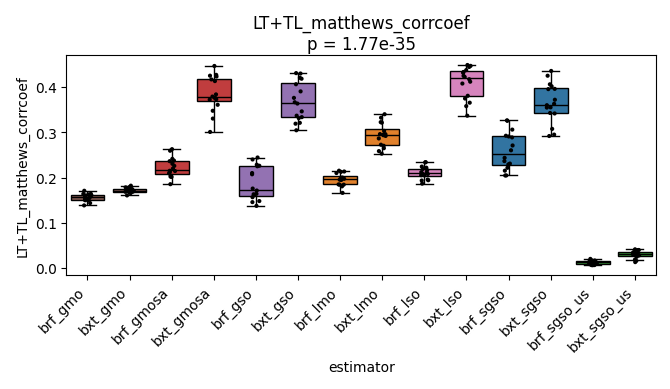 LT+TL_matthews_corrcoef
p = 1.77e-35
LT+TL_matthews_corrcoef
0.4
0.3
0.2
0.1
0.0
brf_gmo
bxt_gmo
brf_gmosa
bxt_gmosa
brf_gso
bxt_gso
brf_lmo
bxt_lmo
brf_lso
bxt_lso
brf_sgso
bxt_sgso
brf_sgso_us
bxt_sgso_us
estimator